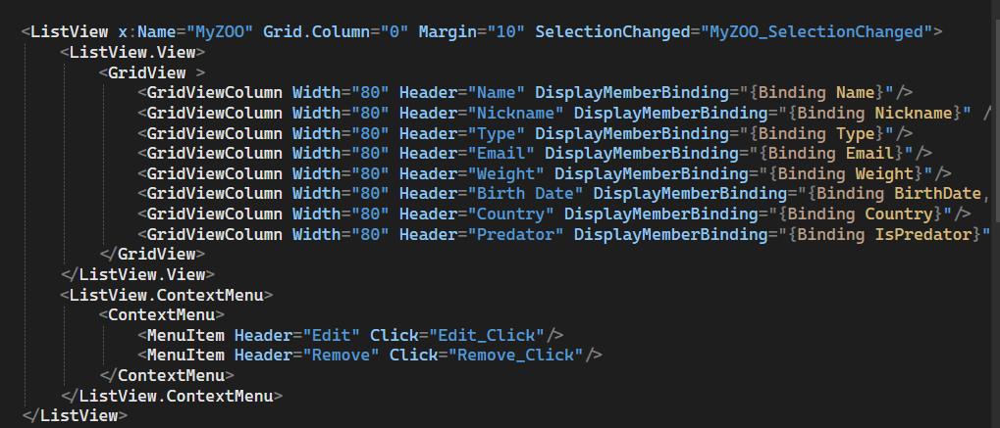 <ListView x:Name="MyZOO" Grid.Column="0" Margin="10" SelectionChanged="MyZOO_SelectionChanged">
<ListView.View>
<GridView >
<GridViewColumn Width="80" Header="Name" DisplayMemberBinding="{Binding Name}"/>
<GridViewColumn Width="80" Header="Nickname" DisplayMemberBinding="{Binding Nickname}" /
<GridViewColumn Width="80" Header="Type" DisplayMemberBinding="{Binding Type}"/>
<GridViewColumn Width="80" Header="Email" DisplayMemberBinding="{Binding Email}"/>
<GridViewColumn Width="80" Header="Weight" DisplayMemberBinding="{Binding Weight}"/>
<GridViewColumn Width="80" Header="Birth Date" DisplayMemberBinding="{Binding BirthDate,
<GridViewColumn Width="80" Header="Country" DisplayMemberBinding="{Binding Country}"/>
<GridViewColumn Width="80" Header="Predator" DisplayMemberBinding="{Binding IsPredator}"
</GridView>
</ListView.View>
<ListView.ContextMenu>
<ContextMenu>
<MenuItem Header="Edit" Click="Edit_Click"/>
<MenuItem Header="Remove" Click="Remove_Click"/>
</ContextMenu>
</ListView.ContextMenu>
</ListView>